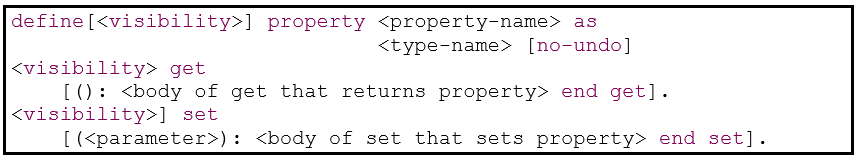 define[<visibility>] property <property-name> as
<type-name> [no-undo]
<visibility> get
[(): <body of get that returns property> end get].
<visibility>] set
[(<parameter>): <body of set that sets property> end set].